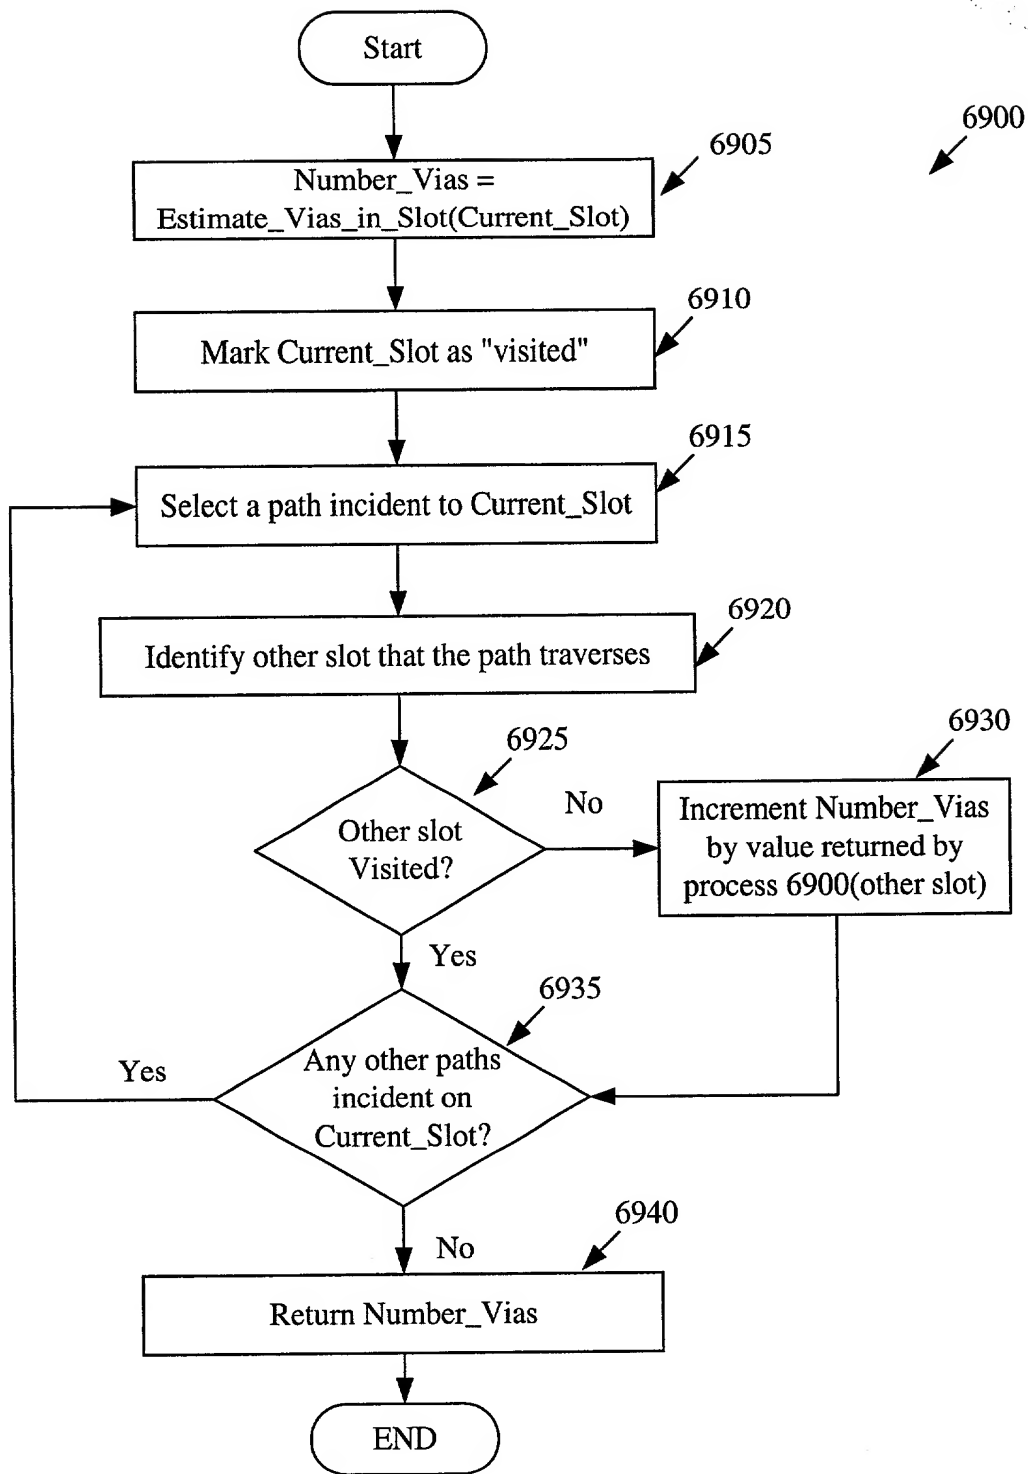 Start
6900
6905
Number_Vias =
Estimate_Vias_in_Slot(Current_Slot)
6910
Mark Current_Slot as "visited"
6915
Select a path incident to Current_Slot
6920
Identify other slot that the path traverses
6925
Other slot
Visited?
No
6930
Increment Number_Vias
by value returned by
process 6900(other slot)
Yes
6935
Any other paths
incident on
Current_Slot?
Yes
No
6940
Return Number_Vias
END